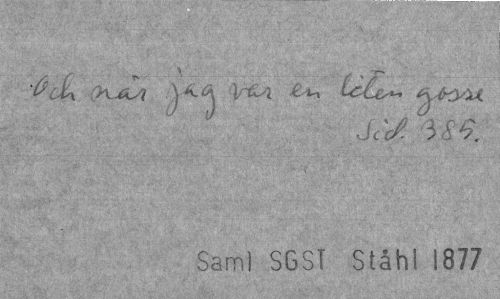 Och när jag var en liten gosse
Sid. 385.
Saml SGST Ståhl 1877